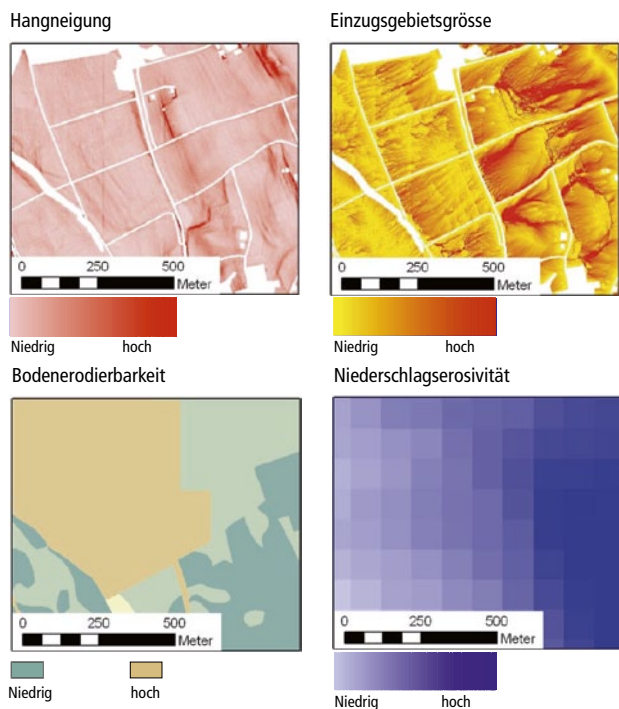 Hangneigung
Einzugsgebietsgrösse
0 250 500
Meter
0 250 500
Meter
Niedrig hoch
Niedrig hoch
Bodenerodierbarkeit
Niederschlagserosivität
0 250 500
Meter
0 250 500
Meter
Niedrig hoch
Niedrig hoch